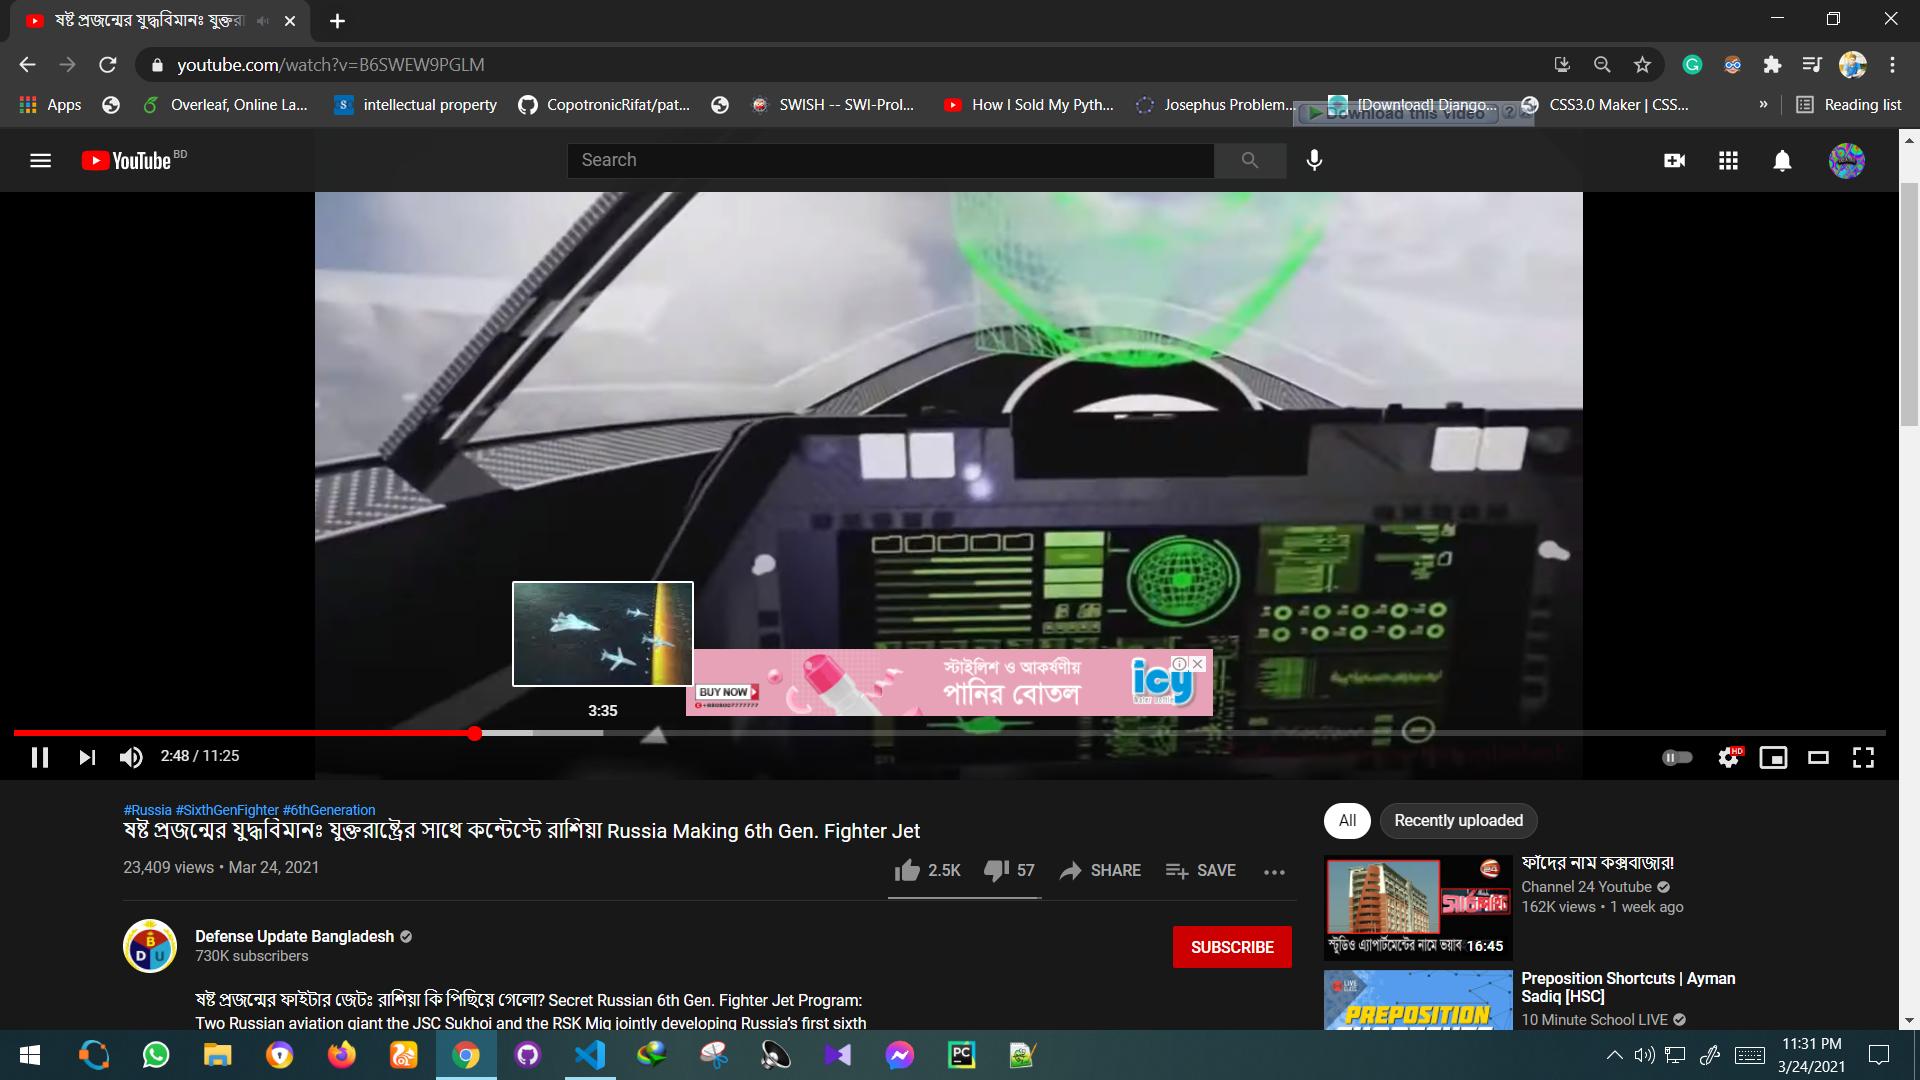 ষষ্ট প্রজন্মের যুদ্ধবিমানঃ যুক্তরা
youtube.com/watch?v=B6SWEW9PGLM
Apps
Overleaf, Online La...
intellectual property
CopotronicRifat/pat...
SWISH -- SWI-Prol...
How I Sold My Pyth...
Josephus Problem...
[Download] Django...
CSS3.0 Maker | CSS...
»
Reading list
Download this video
YouTube BD
Search
BUY NOW
স্টাইলিশ ও আকর্ষণীয়
পানির বোতল
icy
3:35
2:48 / 11:25
HD
#Russia #SixthGenFighter #6thGeneration
ষষ্ট প্রজন্মের যুদ্ধবিমানঃ যুক্তরাষ্ট্রের সাথে কন্টেস্টে রাশিয়া Russia Making 6th Gen. Fighter Jet
23,409 views • Mar 24, 2021
2.5K
57
SHARE
SAVE
BDU
Defense Update Bangladesh
730K subscribers
SUBSCRIBE
ষষ্ট প্রজন্মের ফাইটার জেটঃ রাশিয়া কি পিছিয়ে গেলো? Secret Russian 6th Gen. Fighter Jet Program:
Two Russian aviation giant the JSC Sukhoi and the RSK Mig jointly developing Russia's first sixth
All
Recently uploaded
24
সার্চলাইট
স্টুডিও এ্যাপার্টমেন্টের নামে ভয়াব
16:45
ফাঁদের নাম কক্সবাজার!
Channel 24 Youtube
162K views • 1 week ago
LIVE
PREPOSITION
Preposition Shortcuts | Ayman
Sadiq [HSC]
10 Minute School LIVE
PC
11:31 PM
3/24/2021